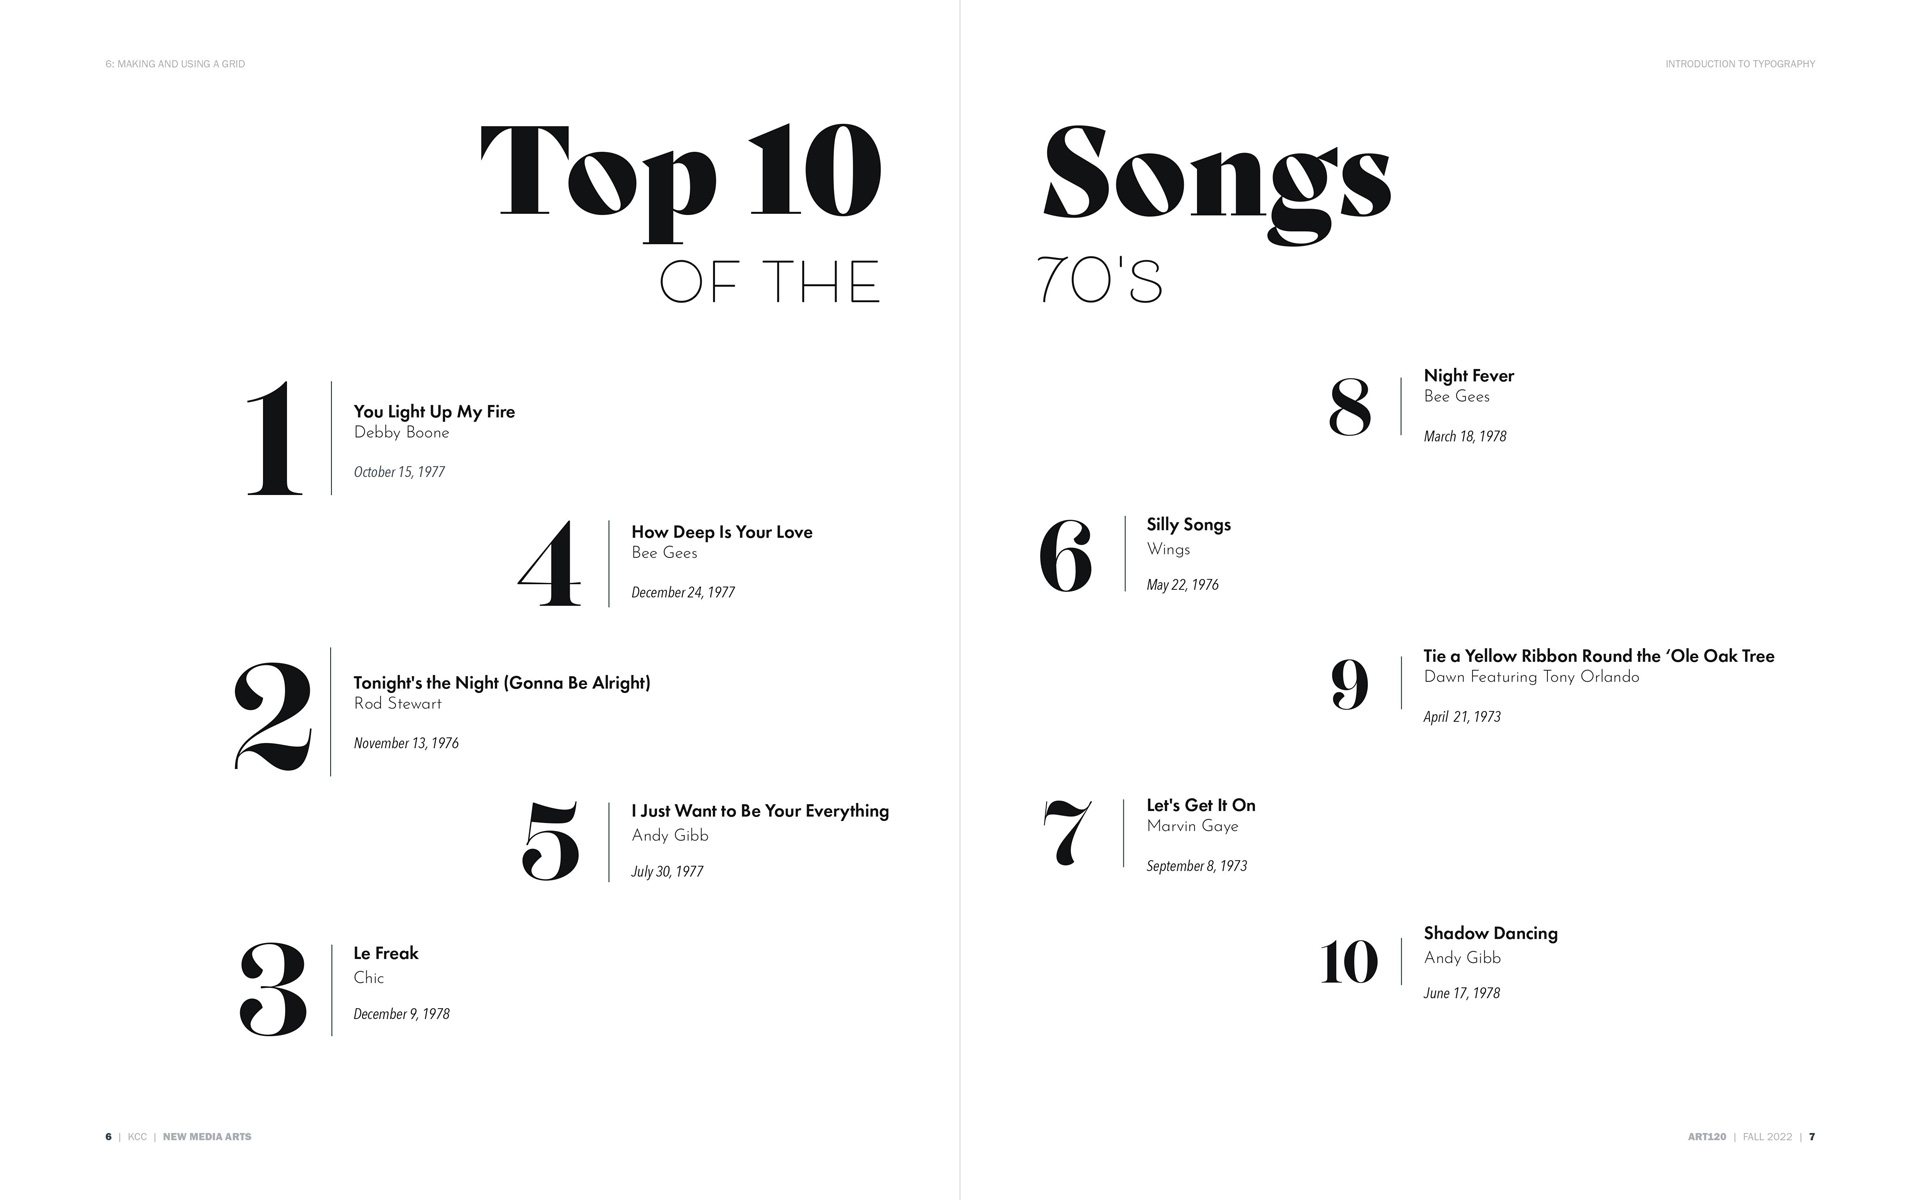 6: MAKING AND USING A GRID
INTRODUCTION TO TYPOGRAPHY
Top 10 Songs
OF THE 70'S
1
You Light Up My Fire
Debby Boone
October 15, 1977
4
How Deep Is Your Love
Bee Gees
December 24, 1977
2
Tonight's the Night (Gonna Be Alright)
Rod Stewart
November 13, 1976
5
I Just Want to Be Your Everything
Andy Gibb
July 30, 1977
3
Le Freak
Chic
December 9, 1978
8
Night Fever
Bee Gees
March 18, 1978
6
Silly Songs
Wings
May 22, 1976
9
Tie a Yellow Ribbon Round the ‘Ole Oak Tree
Dawn Featuring Tony Orlando
April 21, 1973
7
Let's Get It On
Marvin Gaye
September 8, 1973
10
Shadow Dancing
Andy Gibb
June 17, 1978
6 | KCC | NEW MEDIA ARTS
ART120 | FALL 2022 | 7